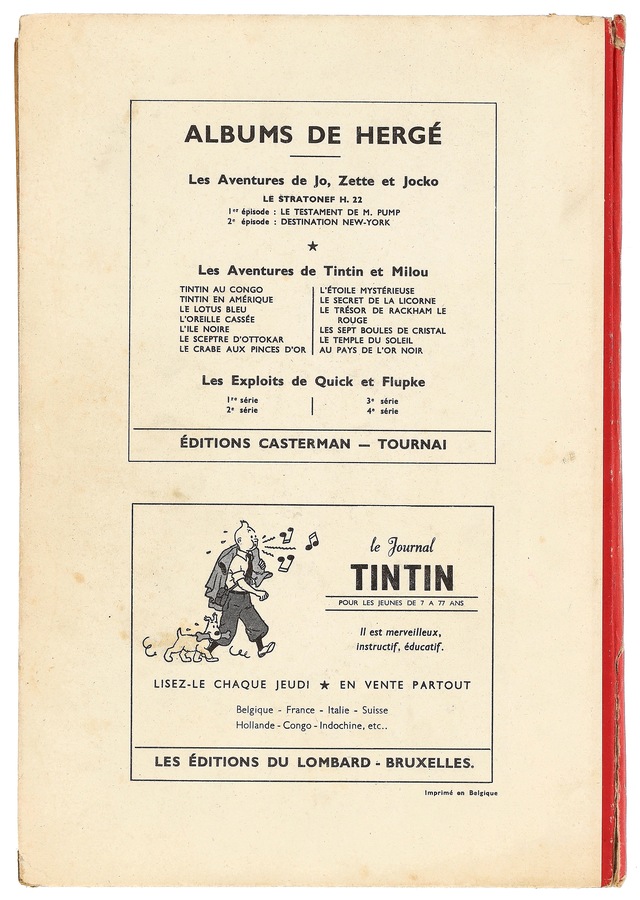 ALBUMS DE HERGÉ
Les Aventures de Jo, Zette et Jocko
LE STRATONEF H. 22
1er épisode : LE TESTAMENT DE M. PUMP
2e épisode : DESTINATION NEW-YORK
★
Les Aventures de Tintin et Milou
TINTIN AU CONGO
TINTIN EN AMÉRIQUE
LE LOTUS BLEU
L'OREILLE CASSÉE
L'ILE NOIRE
LE SCEPTRE D'OTTOKAR
LE CRABE AUX PINCES D'OR
L'ÉTOILE MYSTÉRIEUSE
LE SECRET DE LA LICORNE
LE TRÉSOR DE RACKHAM LE
ROUGE
LES SEPT BOULES DE CRISTAL
LE TEMPLE DU SOLEIL
AU PAYS DE L'OR NOIR
Les Exploits de Quick et Flupke
1re série
2e série
3e série
4e série
ÉDITIONS CASTERMAN — TOURNAI
le Journal
TINTIN
POUR LES JEUNES DE 7 A 77 ANS
Il est merveilleux,
instructif, éducatif.
LISEZ-LE CHAQUE JEUDI ★ EN VENTE PARTOUT
Belgique - France - Italie - Suisse
Hollande - Congo - Indochine, etc..
LES ÉDITIONS DU LOMBARD - BRUXELLES.
Imprimé en Belgique